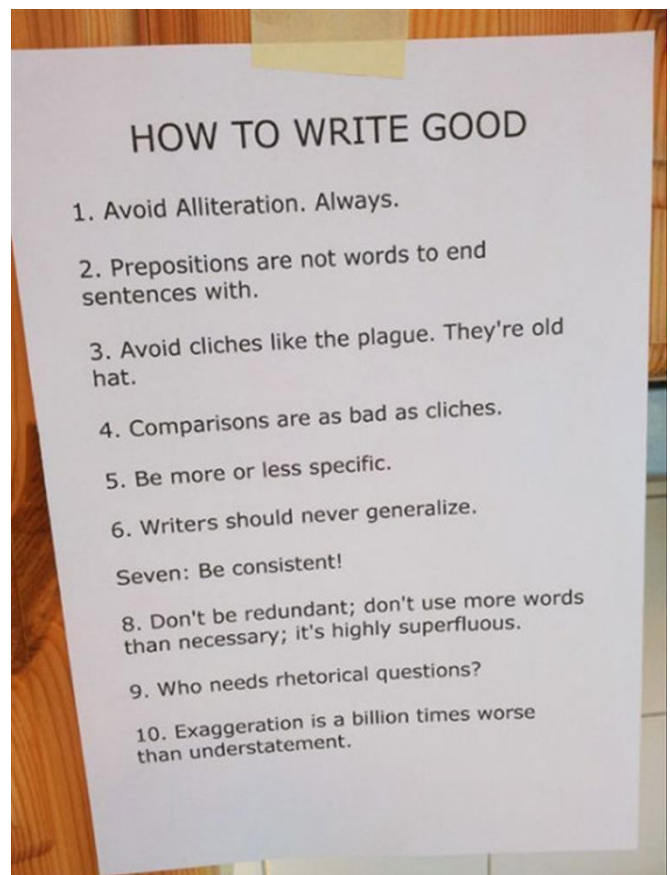 HOW TO WRITE GOOD
1. Avoid Alliteration. Always.
2. Prepositions are not words to end
sentences with.
3. Avoid cliches like the plague. They're old
hat.
4. Comparisons are as bad as cliches.
5. Be more or less specific.
6. Writers should never generalize.
Seven: Be consistent!
8. Don't be redundant; don't use more words
than necessary; it's highly superfluous.
9. Who needs rhetorical questions?
10. Exaggeration is a billion times worse
than understatement.